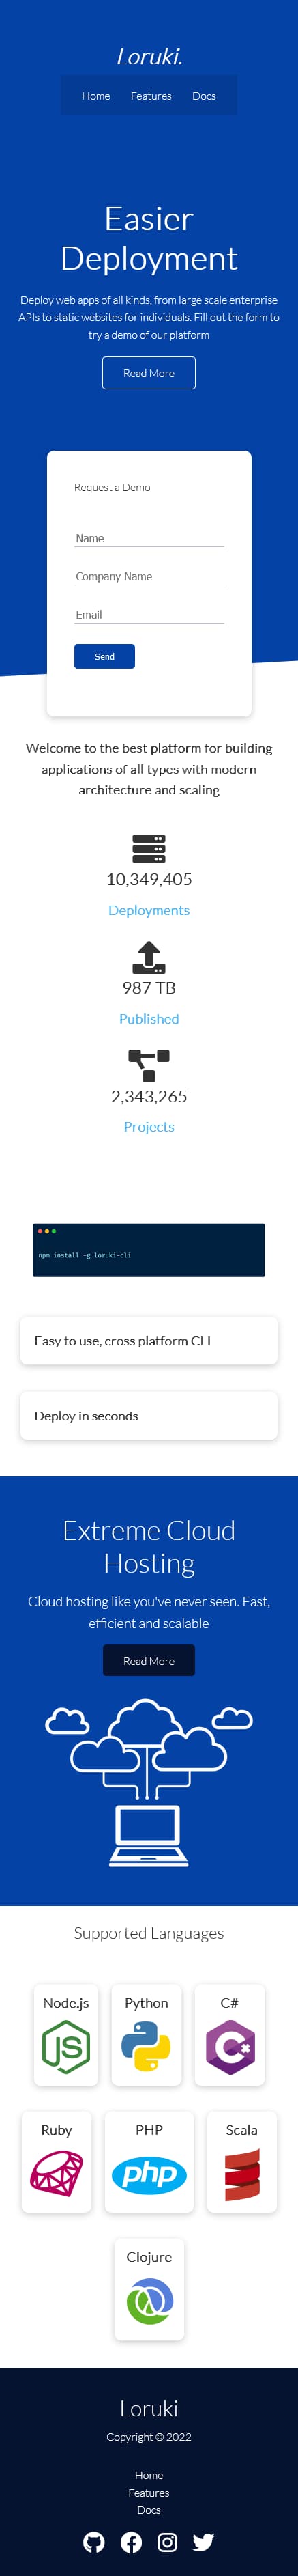 Loruki.
Home Features Docs
Easier
Deployment
Deploy web apps of all kinds, from large scale enterprise
APIs to static websites for individuals. Fill out the form to
try a demo of our platform
Read More
Request a Demo
Name
Company Name
Email
Send
Welcome to the best platform for building
applications of all types with modern
architecture and scaling
10,349,405
Deployments
987 TB
Published
2,343,265
Projects
npm install -g loruki-cli
Easy to use, cross platform CLI
Deploy in seconds
Extreme Cloud
Hosting
Cloud hosting like you've never seen. Fast,
efficient and scalable
Read More
Supported Languages
Node.js Python C#
JS C#
Ruby PHP Scala
php
Clojure
Loruki
Copyright © 2022
Home
Features
Docs